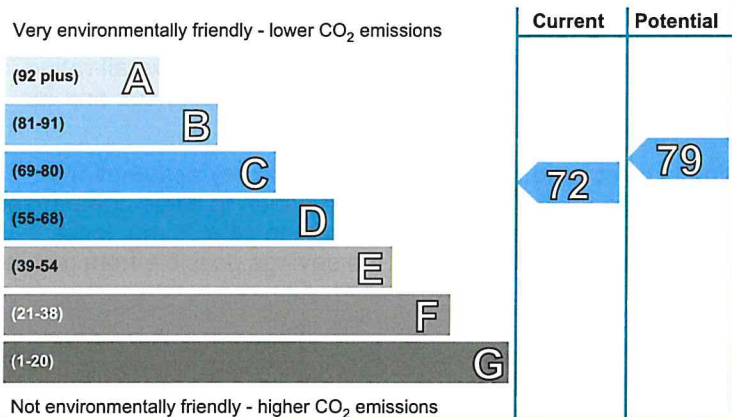 Very environmentally friendly - lower CO₂ emissions
Current
Potential
(92 plus) A
(81-91) B
(69-80) C
(55-68) D
(39-54 E
(21-38) F
(1-20) G
72
79
Not environmentally friendly - higher CO₂ emissions